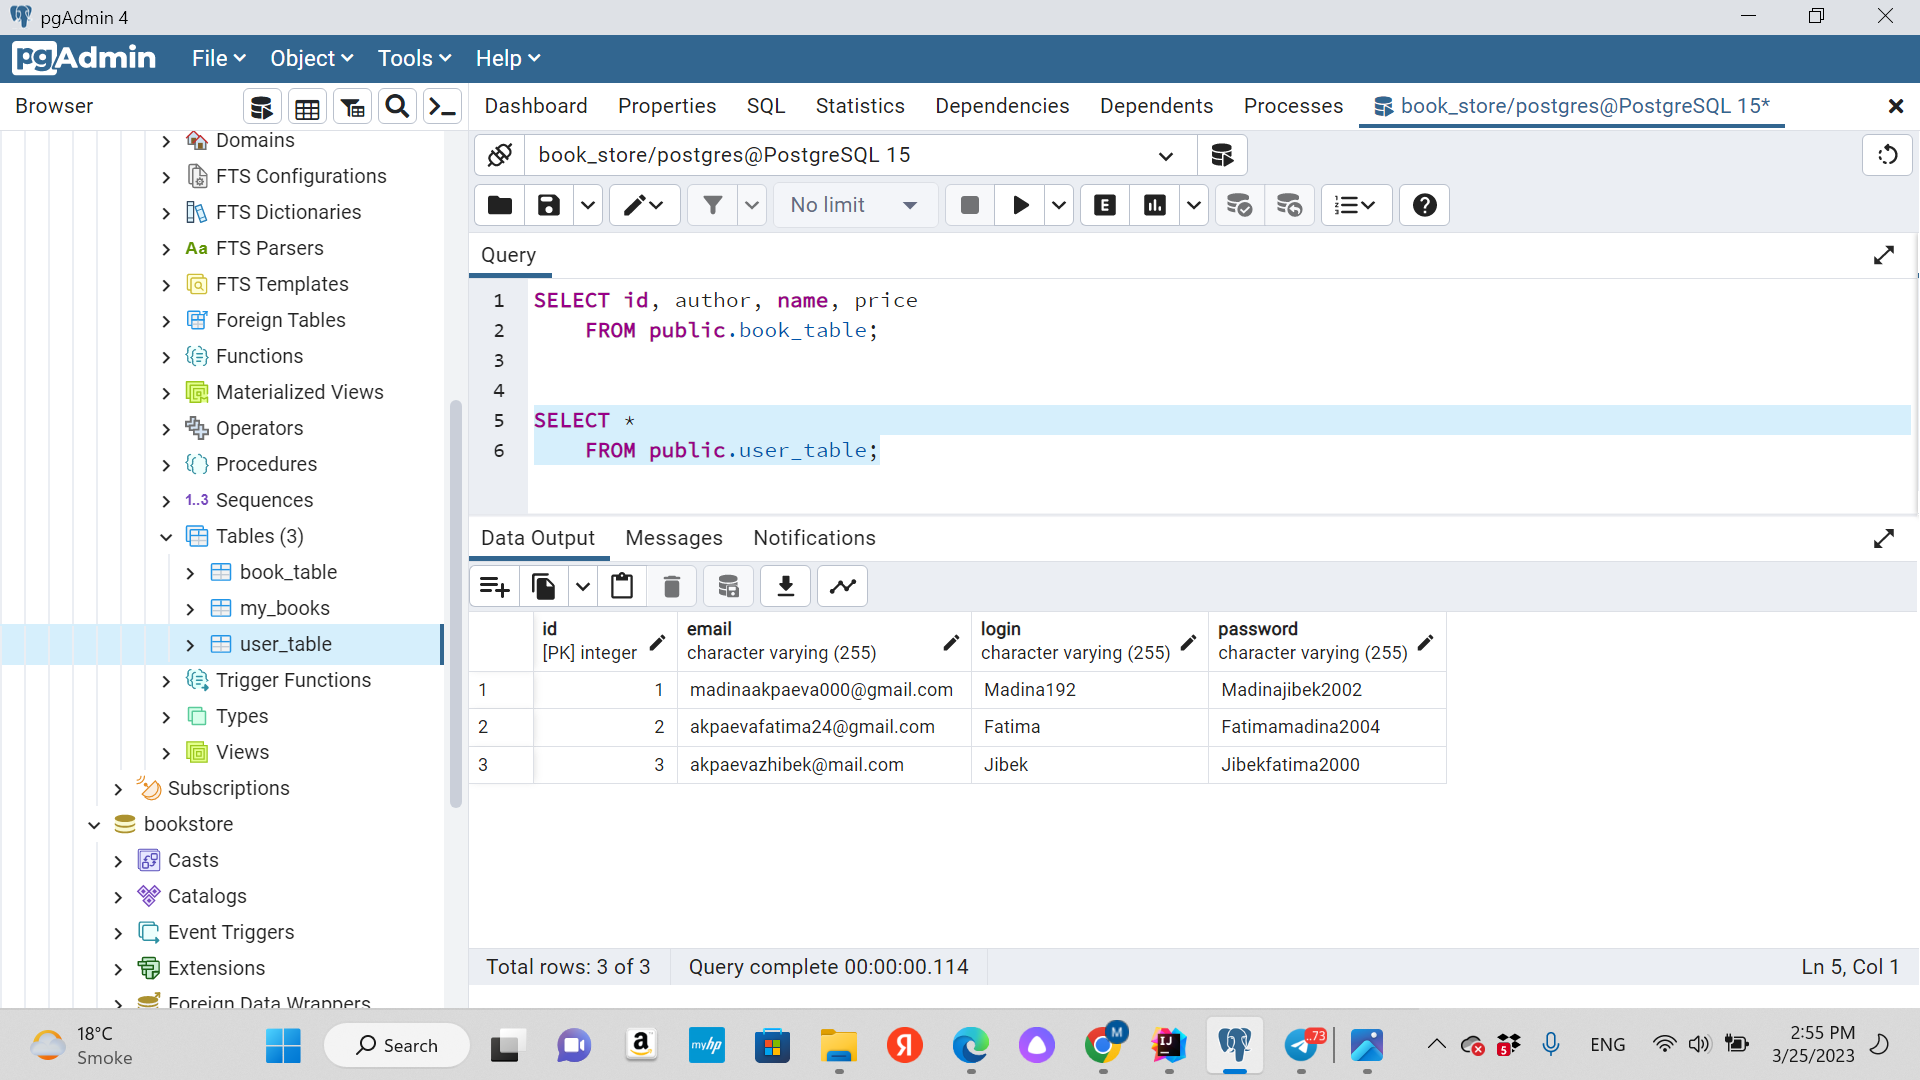 pgAdmin 4
pgAdmin File Object Tools Help
Browser
Dashboard Properties SQL Statistics Dependencies Dependents Processes book_store/postgres@PostgreSQL 15*
book_store/postgres@PostgreSQL 15
No limit
E
Query
1 SELECT id, author, name, price
2 FROM public.book_table;
3
4
5 SELECT *
6 FROM public.user_table;
Domains
FTS Configurations
FTS Dictionaries
Aa FTS Parsers
FTS Templates
Foreign Tables
Functions
Materialized Views
Operators
Procedures
1..3 Sequences
Tables (3)
book_table
my_books
user_table
Trigger Functions
Types
Views
Subscriptions
bookstore
Casts
Catalogs
Event Triggers
Extensions
Foreign Data Wrappers
Data Output Messages Notifications
id email login password
[PK] integer character varying (255) character varying (255) character varying (255)
1 1 madinaakpaeva000@gmail.com Madina192 Madinajibek2002
2 2 akpaevafatima24@gmail.com Fatima Fatimamadina2004
3 3 akpaevazhibek@mail.com Jibek Jibekfatima2000
Total rows: 3 of 3 Query complete 00:00:00.114 Ln 5, Col 1
18°C
Smoke
Search
a
myhp
Я
M
IJ
73
5
ENG
2:55 PM
3/25/2023